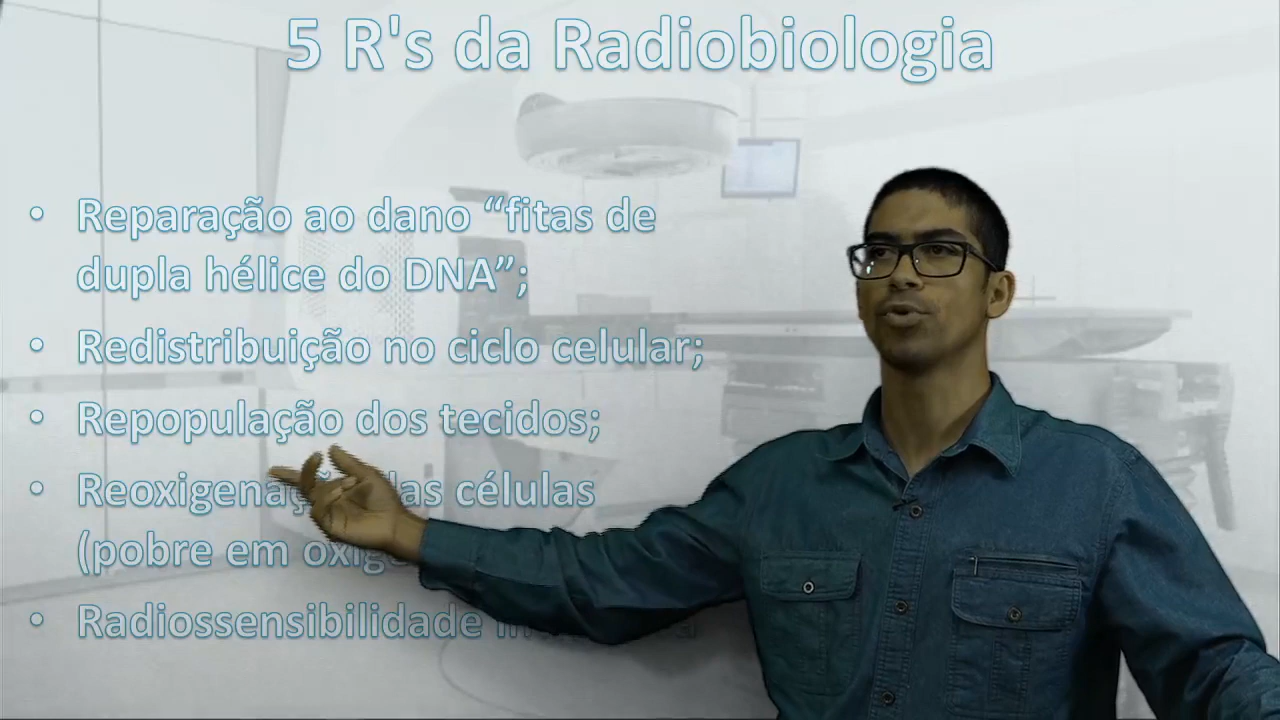 5 R's da Radiobiologia
• Reparação ao dano “fitas de
dupla hélice do DNA”;
• Redistribuição no ciclo celular;
• Repopulação dos tecidos;
• das células
(pobre em
• Radiossensibilidade